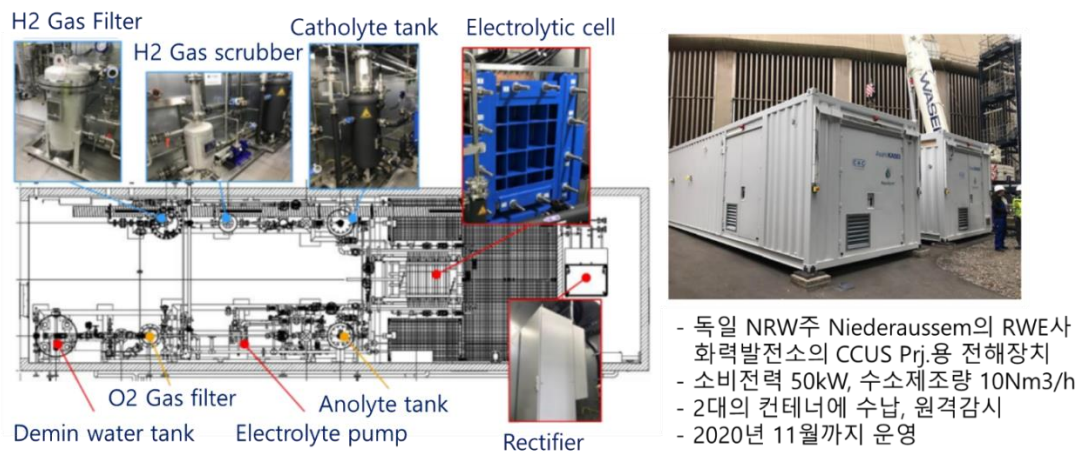 H2 Gas Filter
H2 Gas scrubber
Catholyte tank
Electrolytic cell
WASEL
O2 Gas filter
Anolyte tank
Demin water tank
Electrolyte pump
Rectifier
- 독일 NRW주 Niederaussem의 RWE사
화력발전소의 CCUS Prj.용 전해장치
- 소비전력 50kW, 수소제조량 10Nm3/h
- 2대의 컨테너에 수납, 원격감시
- 2020년 11월까지 운영